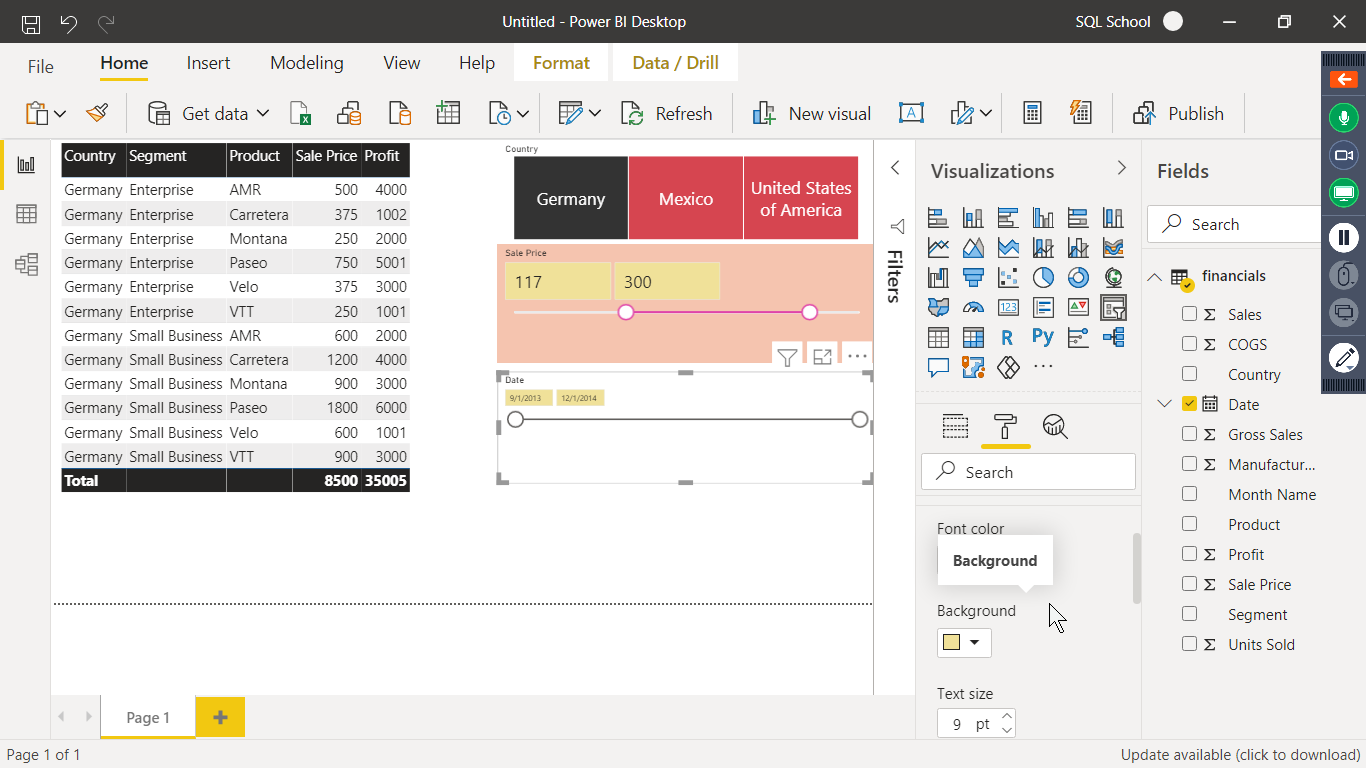 Untitled - Power BI Desktop
SQL School
File Home Insert Modeling View Help Format Data / Drill
Get data Refresh New visual Publish
Country Segment Product Sale Price Profit
Germany Enterprise AMR 500 4000
Germany Enterprise Carretera 375 1002
Germany Enterprise Montana 250 2000
Germany Enterprise Paseo 750 5001
Germany Enterprise Velo 375 3000
Germany Enterprise VTT 250 1001
Germany Small Business AMR 600 2000
Germany Small Business Carretera 1200 4000
Germany Small Business Montana 900 3000
Germany Small Business Paseo 1800 6000
Germany Small Business Velo 600 1001
Germany Small Business VTT 900 3000
Total 8500 35005
Country
Germany
Mexico
United States
of America
Sale Price
117 300
Date
9/1/2013 12/1/2014
Filters
Visualizations
123
R Py
Search
Font color
Background
Background
Text size
9 pt
Fields
Search
financials
Σ Sales
Σ COGS
Country
Date
Σ Gross Sales
Σ Manufactur...
Month Name
Product
Σ Profit
Σ Sale Price
Segment
Σ Units Sold
Page 1
Page 1 of 1
Update available (click to download)